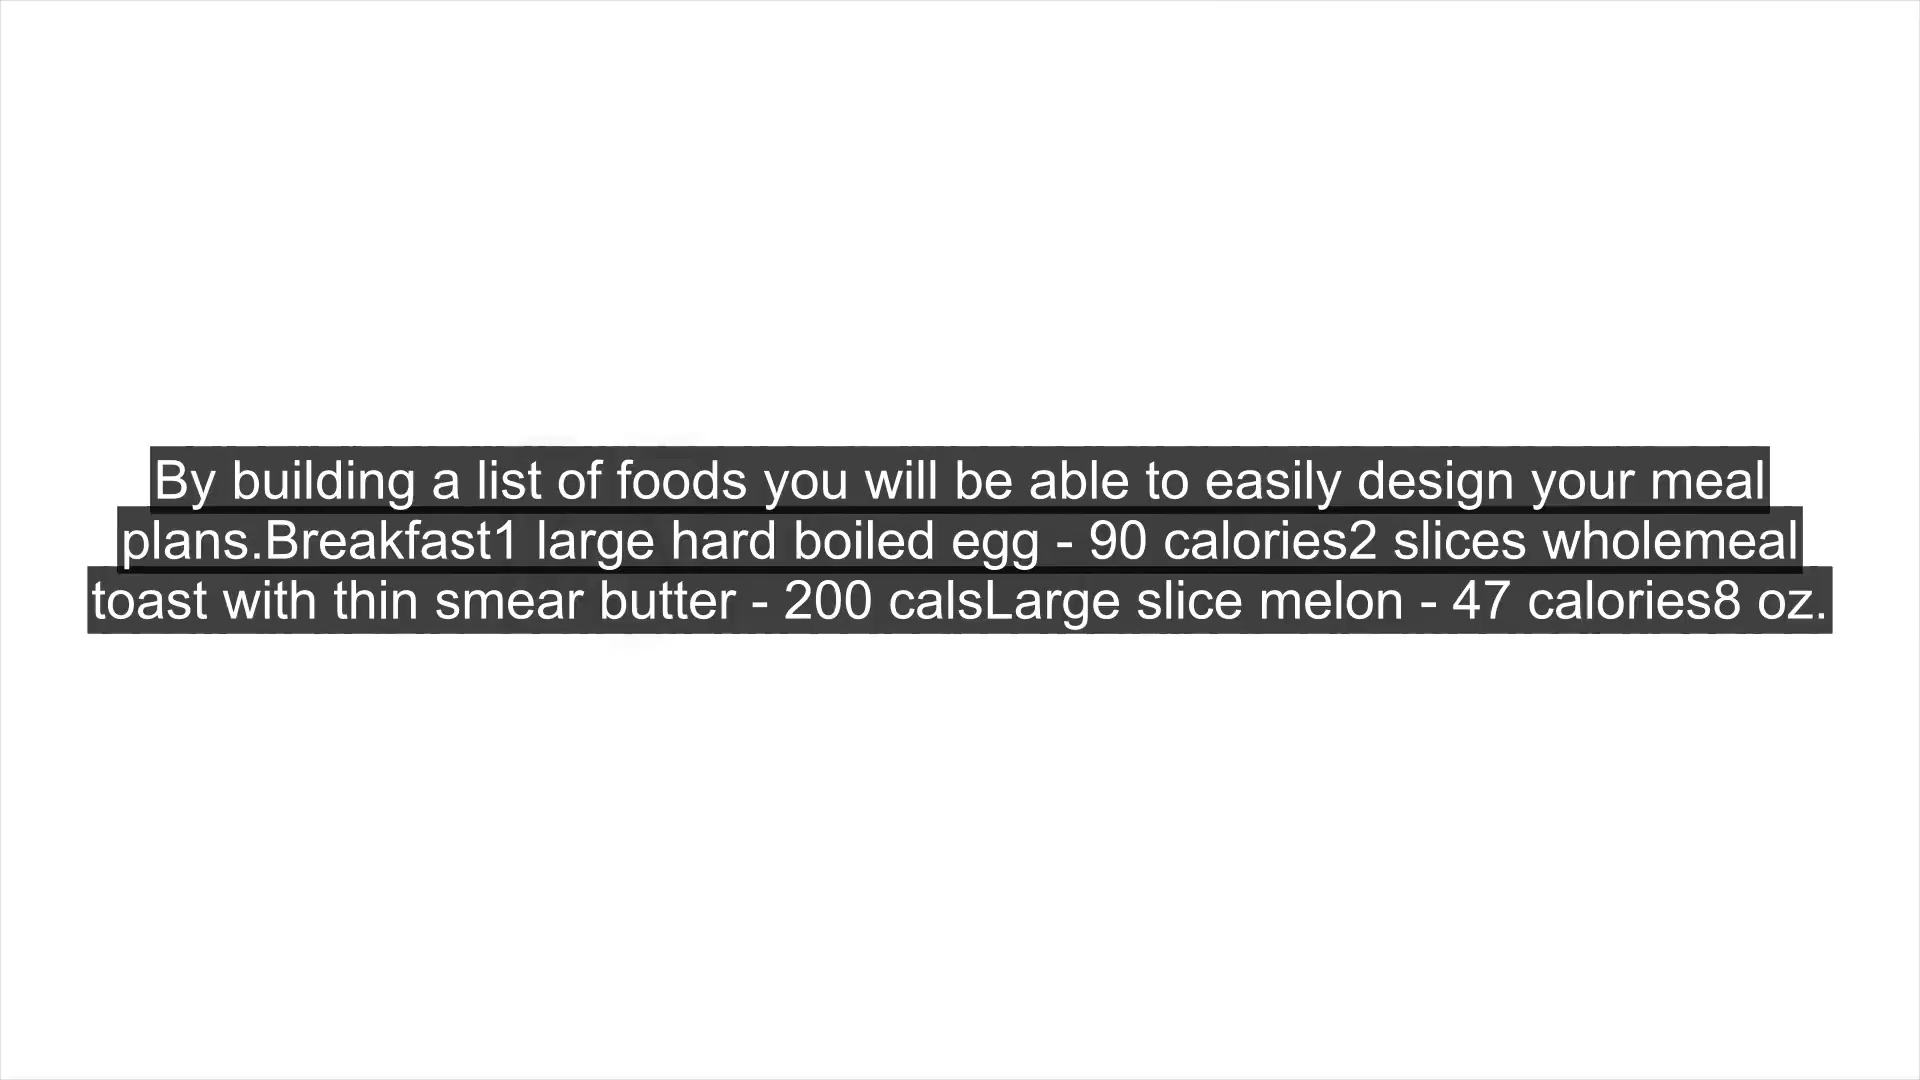 By building a list of foods you will be able to easily design your meal
plans.Breakfast1 large hard boiled egg - 90 calories2 slices wholemeal
toast with thin smear butter - 200 calsLarge slice melon - 47 calories8 oz.